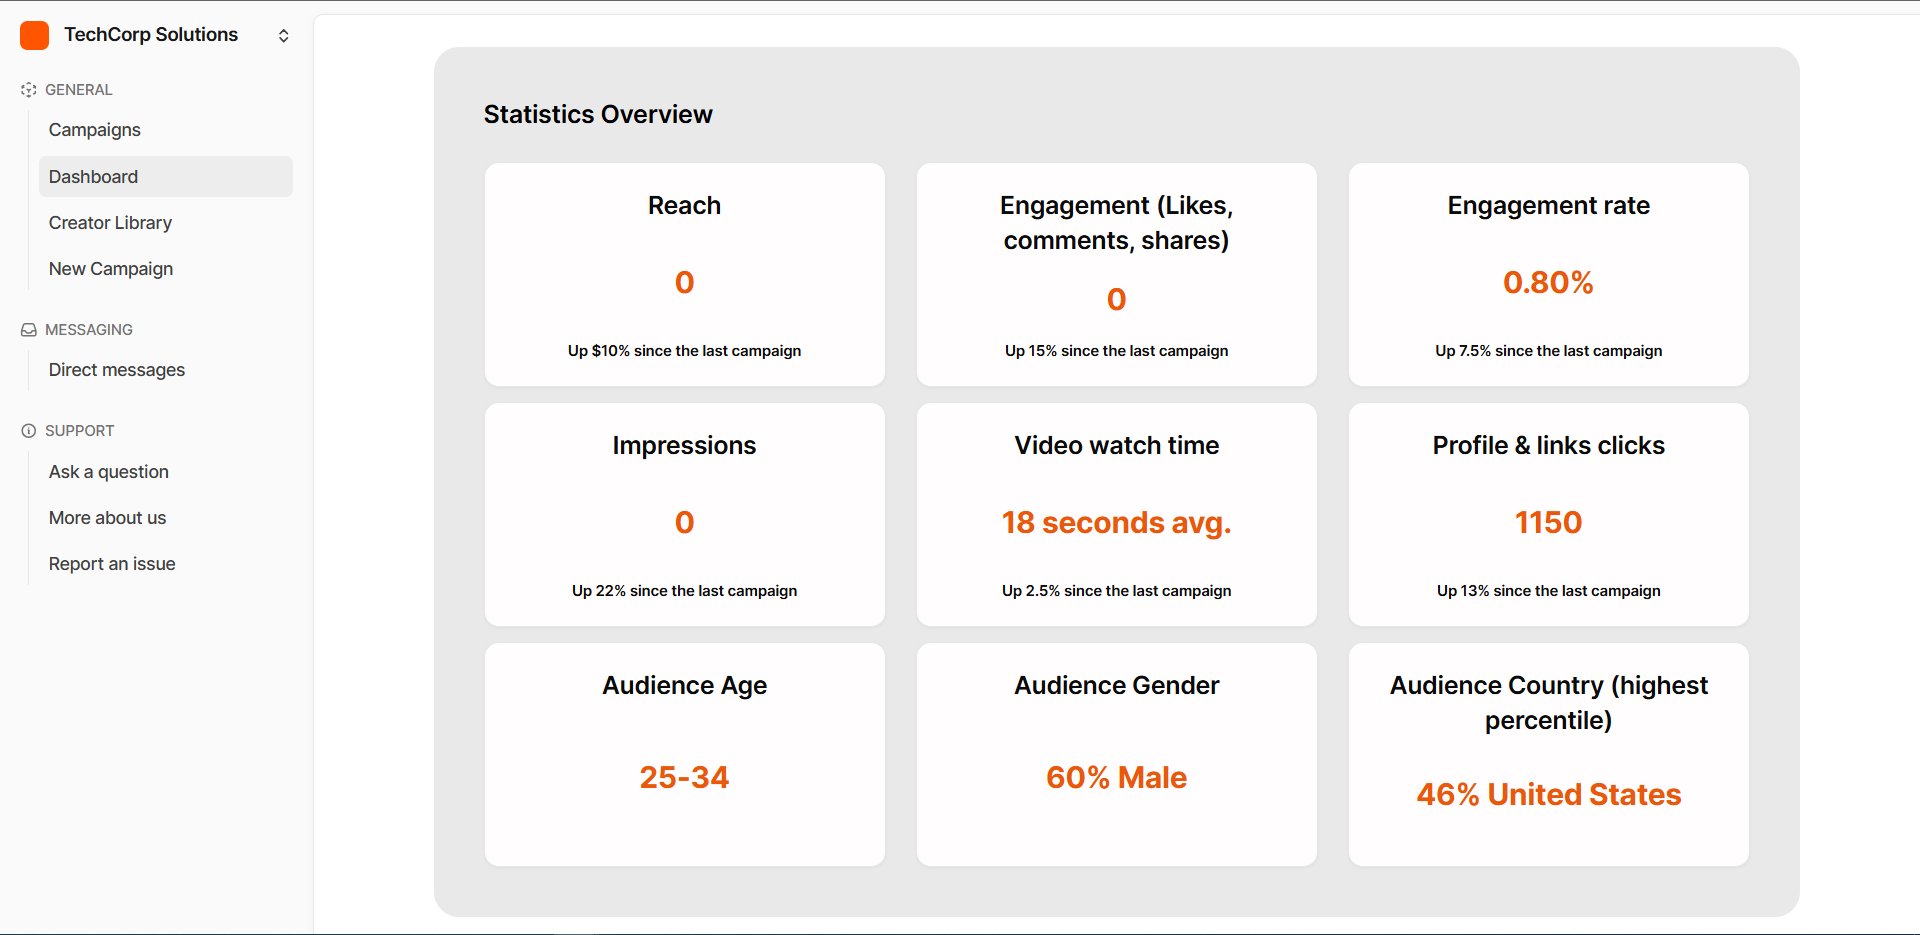 TechCorp Solutions
GENERAL
Campaigns
Dashboard
Creator Library
New Campaign
MESSAGING
Direct messages
SUPPORT
Ask a question
More about us
Report an issue
Statistics Overview
Reach
0
Up $10% since the last campaign
Engagement (Likes,
comments, shares)
0
Up 15% since the last campaign
Engagement rate
0.80%
Up 7.5% since the last campaign
Impressions
0
Up 22% since the last campaign
Video watch time
18 seconds avg.
Up 2.5% since the last campaign
Profile & links clicks
1150
Up 13% since the last campaign
Audience Age
25-34
Audience Gender
60% Male
Audience Country (highest
percentile)
46% United States